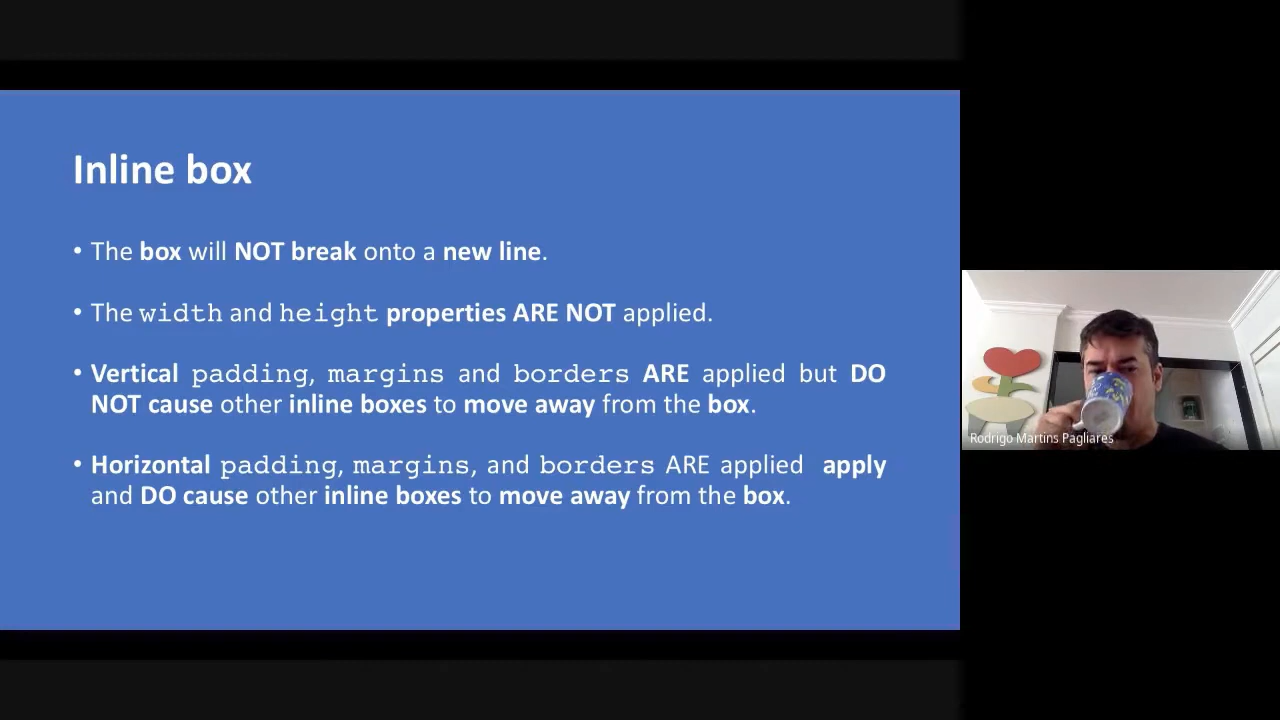 Inline box
• The box will NOT break onto a new line.
• The width and height properties ARE NOT applied.
• Vertical padding, margins and borders ARE applied but DO
NOT cause other inline boxes to move away from the box.
• Horizontal padding, margins, and borders ARE applied apply
and DO cause other inline boxes to move away from the box.
Rodrigo Martins Pagliares